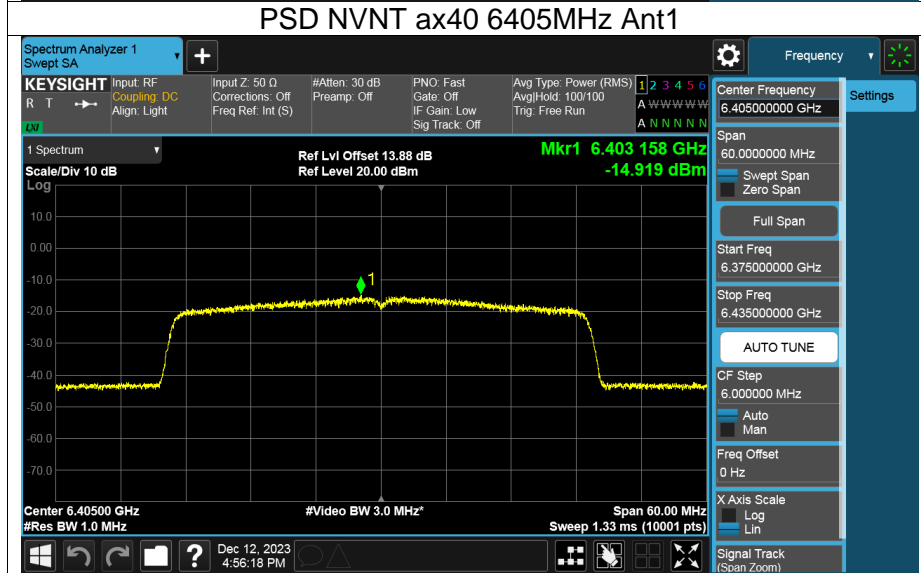 PSD NVNT ax40 6405MHz Ant1
Spectrum Analyzer 1
Swept SA
+
Frequency
KEYSIGHT
R T
LXI
Input: RF
Coupling: DC
Align: Light
Input Z: 50 Ω
Corrections: Off
Freq Ref: Int (S)
#Atten: 30 dB
Preamp: Off
PNO: Fast
Gate: Off
IF Gain: Low
Sig Track: Off
Avg Type: Power (RMS)
Avg|Hold: 100/100
Trig: Free Run
1 2 3 4 5 6
A W W W W W
A N N N N N
1 Spectrum
Scale/Div 10 dB
Ref Lvl Offset 13.88 dB
Ref Level 20.00 dBm
Mkr1 6.403 158 GHz
-14.919 dBm
Log
10.0
0.00
-10.0
-20.0
-30.0
-40.0
-50.0
-60.0
-70.0
1
Center 6.40500 GHz
#Res BW 1.0 MHz
#Video BW 3.0 MHz*
Span 60.00 MHz
Sweep 1.33 ms (10001 pts)
?
Dec 12, 2023
4:56:18 PM
Center Frequency
6.405000000 GHz
Settings
Span
60.0000000 MHz
Swept Span
Zero Span
Full Span
Start Freq
6.375000000 GHz
Stop Freq
6.435000000 GHz
AUTO TUNE
CF Step
6.000000 MHz
Auto
Man
Freq Offset
0 Hz
X Axis Scale
Log
Lin
Signal Track
(Span Zoom)